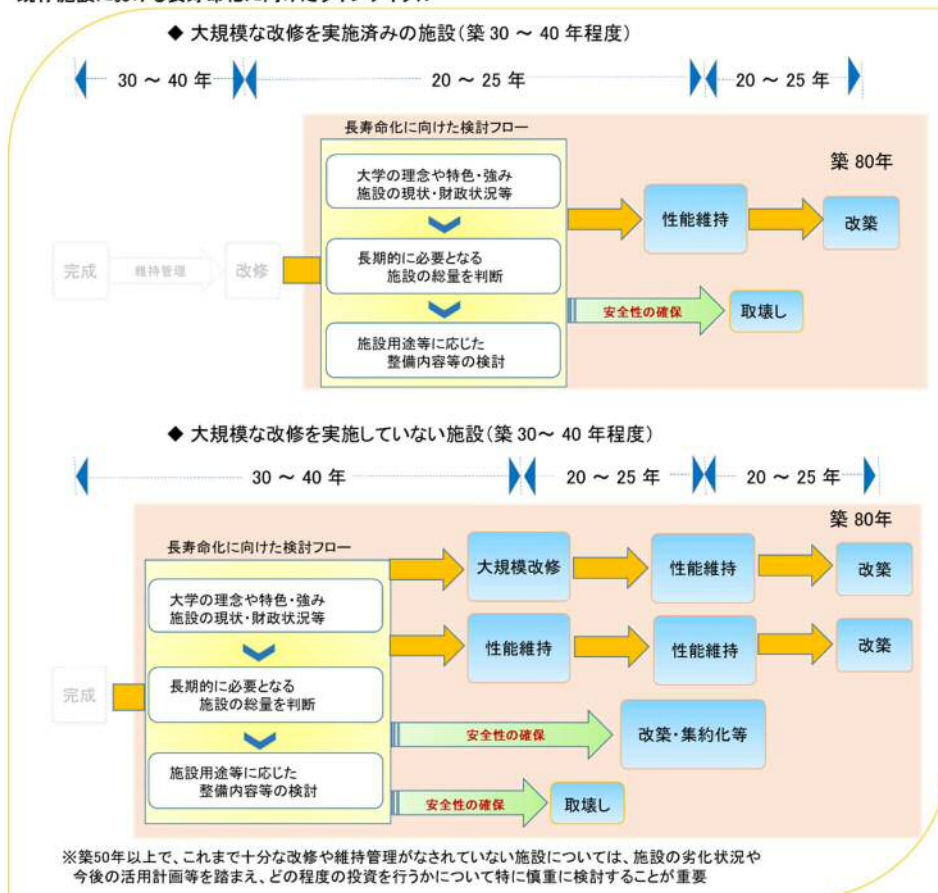 ◆ 大規模な改修を実施済みの施設(築 30 ～ 40 年程度)
30 ～ 40 年
20 ～ 25 年
20 ～ 25 年
長寿命化に向けた検討フロー
築 80年
大学の理念や特色・強み
施設の現状・財政状況等
性能維持
改築
完成
維持管理
改修
長期的に必要となる
施設の総量を判断
安全性の確保
取壊し
施設用途等に応じた
整備内容等の検討
◆ 大規模な改修を実施していない施設(築 30～ 40 年程度)
30 ～ 40 年
20 ～ 25 年
20 ～ 25 年
築 80年
長寿命化に向けた検討フロー
大規模改修
性能維持
改築
大学の理念や特色・強み
施設の現状・財政状況等
性能維持
性能維持
改築
完成
長期的に必要となる
施設の総量を判断
安全性の確保
改築・集約化等
施設用途等に応じた
整備内容等の検討
安全性の確保
取壊し
※築50年以上で、これまで十分な改修や維持管理がなされていない施設については、施設の劣化状況や
今後の活用計画等を踏まえ、どの程度の投資を行うかについて特に慎重に検討することが重要